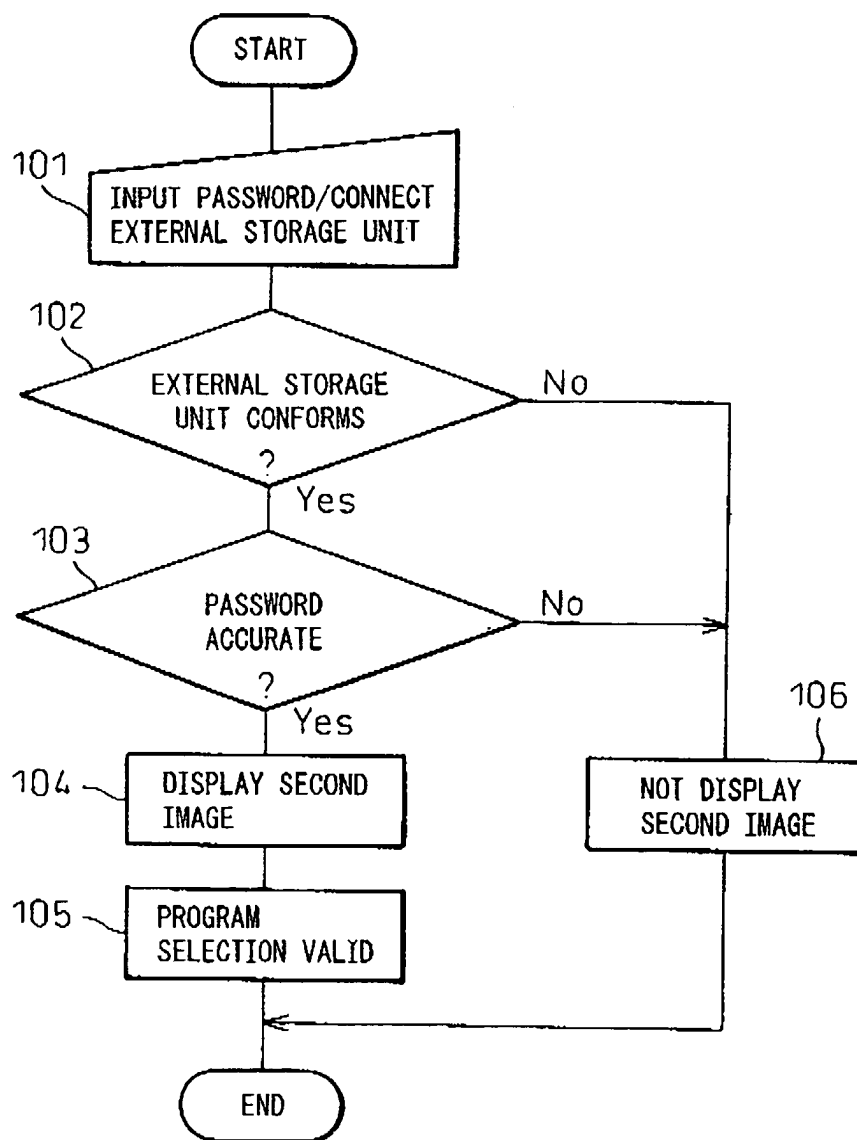 START
101
INPUT PASSWORD/CONNECT
EXTERNAL STORAGE UNIT
102
EXTERNAL STORAGE
UNIT CONFORMS
?
No
Yes
103
PASSWORD
ACCURATE
?
No
Yes
104
DISPLAY SECOND
IMAGE
106
NOT DISPLAY
SECOND IMAGE
105
PROGRAM
SELECTION VALID
END